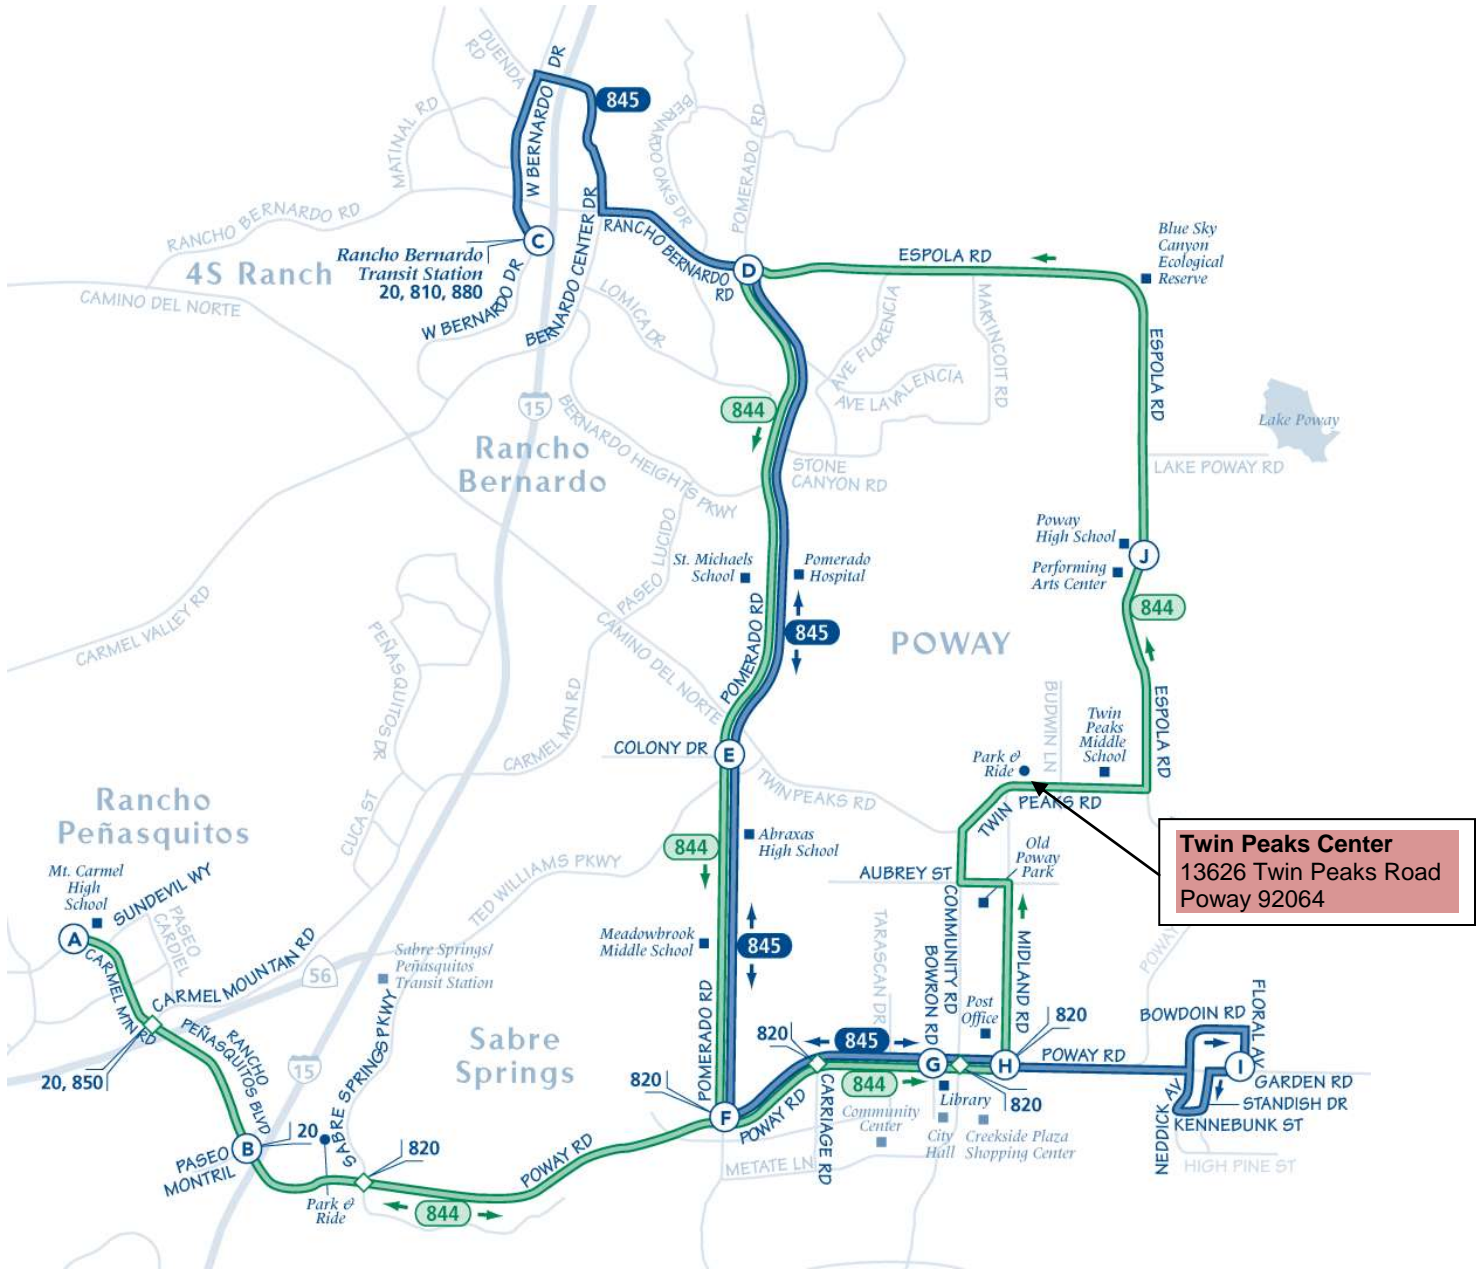 DUENDA
RD
DR
845
BERNARDO OAKS DR
POMERADO RD
MATINAL RD
W BERNARDO
RANCHO BERNARDO RD
4S Ranch
Rancho Bernardo
Transit Station
20, 810, 880
C
BERNARDO CENTER DR
RANCHO BERNARDO
RD
D
ESPOLA RD
Blue Sky
Canyon
Ecological
Reserve
CAMINO DEL NORTE
W BERNARDO DR
LOMICA DR
AVE FLORENCIA
AVE LAVALENCIA
MARTINCOIT RD
ESPOLA RD
15
844
BERNARDO HEIGHTS PKWY
Rancho
Bernardo
Lake Poway
STONE
CANYON RD
LAKE POWAY RD
Poway
High School
J
Performing
Arts Center
844
St. Michaels
School
Pomerado
Hospital
PASEO LUCIDO
CARMEL VALLEY RD
PEÑASQUITOS DR
CAMINO DEL NORTE
POMERADO RD
845
POWAY
CARMEL MTN RD
BUDWIN LN
Twin
Peaks
Middle
School
ESPOLA RD
COLONY DR
E
TWIN PEAKS RD
Park &
Ride
TWIN PEAKS RD
Rancho
Peñasquitos
CUCA ST
844
Abraxas
High School
Old
Poway
Park
Twin Peaks Center
13626 Twin Peaks Road
Poway 92064
Mt. Carmel
High
School
SUNDEVIL WY
TED WILLIAMS PKWY
AUBREY ST
PASEO
CARDIEL
A
CARMEL MTN RD
CARMEL MOUNTAIN RD
56
Sabre Springs/
Peñasquitos
Transit Station
Meadowbrook
Middle School
845
TARASCAN DR
COMMUNITY RD
BOWRON RD
MIDLAND RD
POWAY
RANCHO
PEÑASQUITOS BLVD
20, 850
15
SABRE SPRINGS PKWY
Sabre
Springs
POMERADO RD
Post
Office
BOWDOIN RD
FLORAL AV
820
845
820
820
844
G
H
POWAY RD
I
GARDEN RD
STANDISH DR
KENNEBUNK ST
NEDDICK AV
HIGH PINE ST
F
POWAY RD
CARRIAGE RD
Community
Center
Library
820
City
Hall
Creekside Plaza
Shopping Center
METATE LN
20
B
PASEO
MONTRIL
820
POWAY RD
Park &
Ride
844